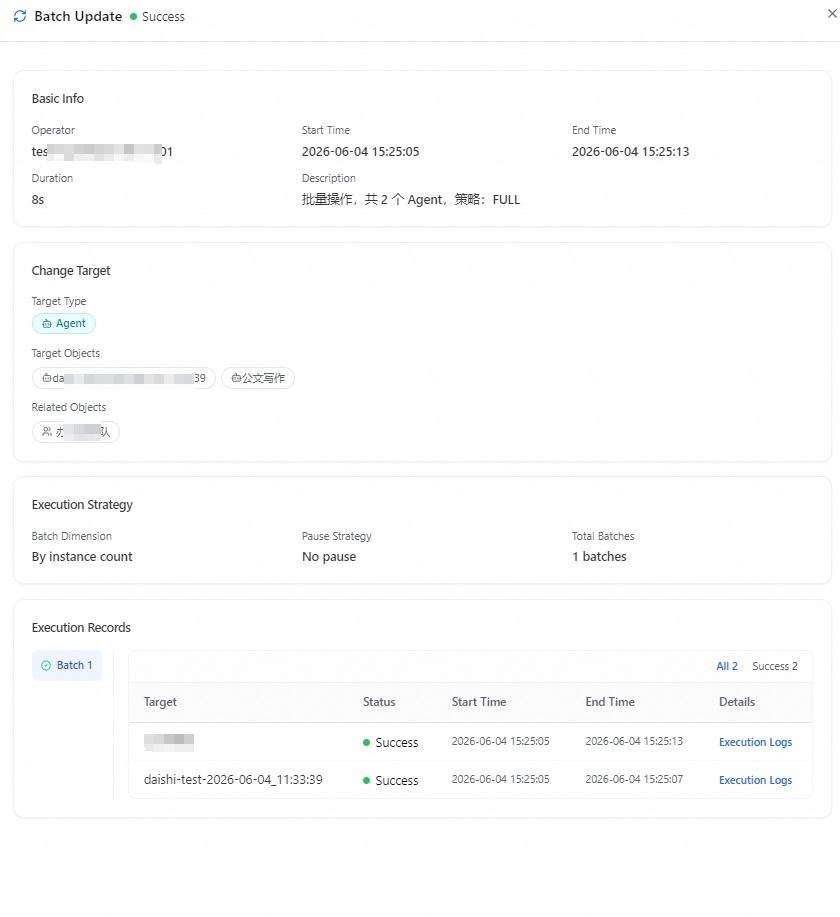 Batch Update Success
Basic Info
Operator Start Time End Time
2026-06-04 15:25:05 2026-06-04 15:25:13
Duration Description
8s 批量操作，共 2 个 Agent，策略：FULL
Change Target
Target Type
Agent
Target Objects
公文写作
Related Objects
Execution Strategy
Batch Dimension Pause Strategy Total Batches
By instance count No pause 1 batches
Execution Records
Batch 1
All 2 Success 2
Target Status Start Time End Time Details
Success 2026-06-04 15:25:05 2026-06-04 15:25:13 Execution Logs
daishi-test-2026-06-04_11:33:39 Success 2026-06-04 15:25:05 2026-06-04 15:25:07 Execution Logs